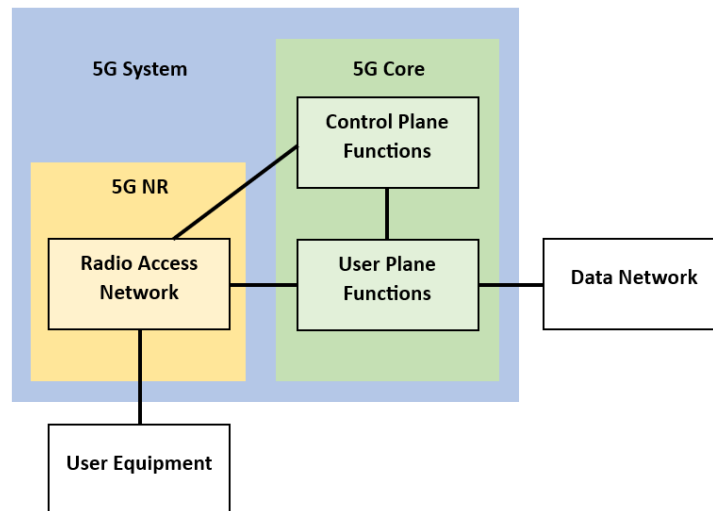 5G System
5G Core
Control Plane
Functions
5G NR
Radio Access
Network
User Plane
Functions
Data Network
User Equipment